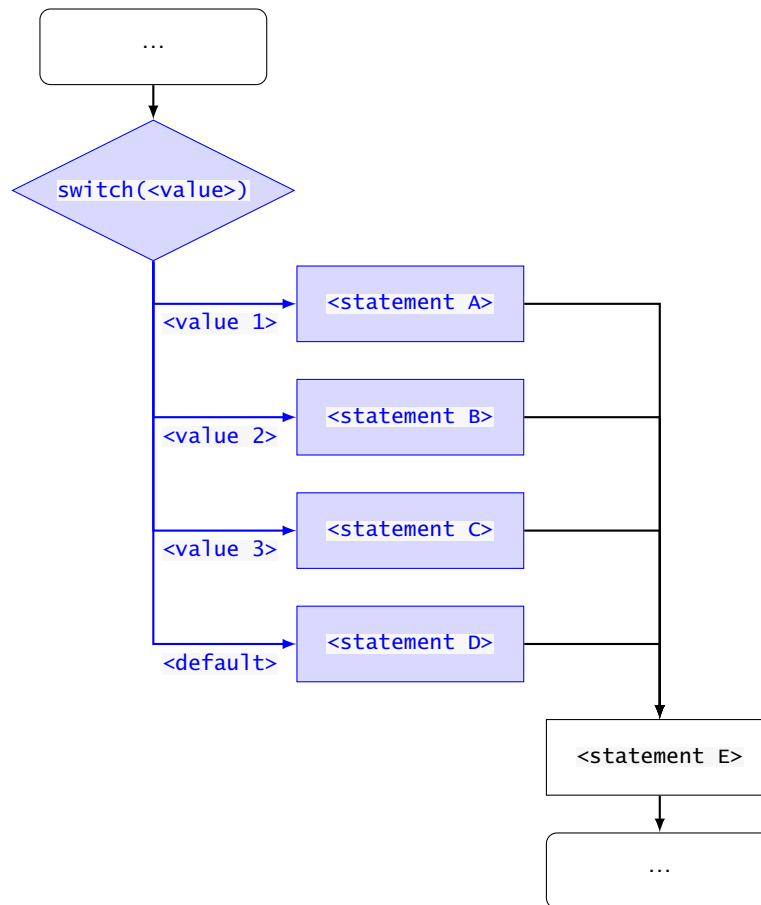 ...
switch(<value>)
<statement A>
<value 1>
<statement B>
<value 2>
<statement C>
<value 3>
<statement D>
<default>
<statement E>
...